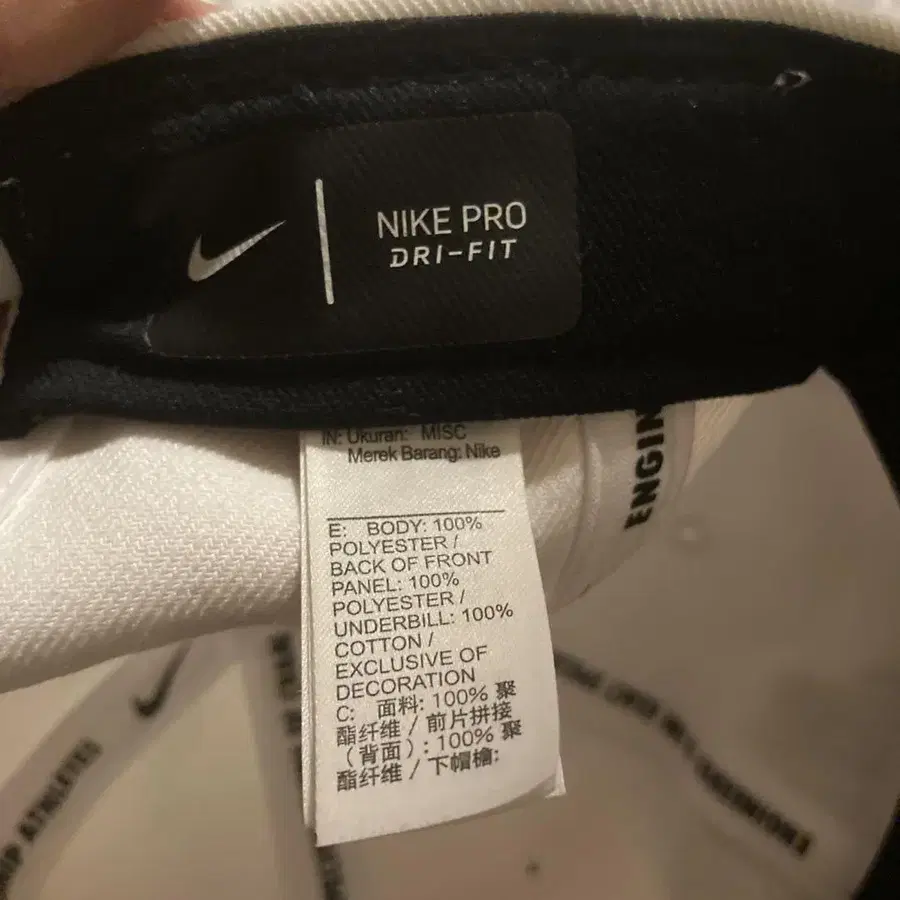 NIKE PRO
DRI-FIT
IN: Ukuran: MISC
Merek Barang: Nike
E: BODY: 100%
POLYESTER /
BACK OF FRONT
PANEL: 100%
POLYESTER /
UNDERBILL: 100%
COTTON /
EXCLUSIVE OF
DECORATION
C: 面料: 100% 聚
酯纤维 / 前片拼接
（背面）: 100% 聚
酯纤维 / 下帽檐:
ENGIN
ATHLETES